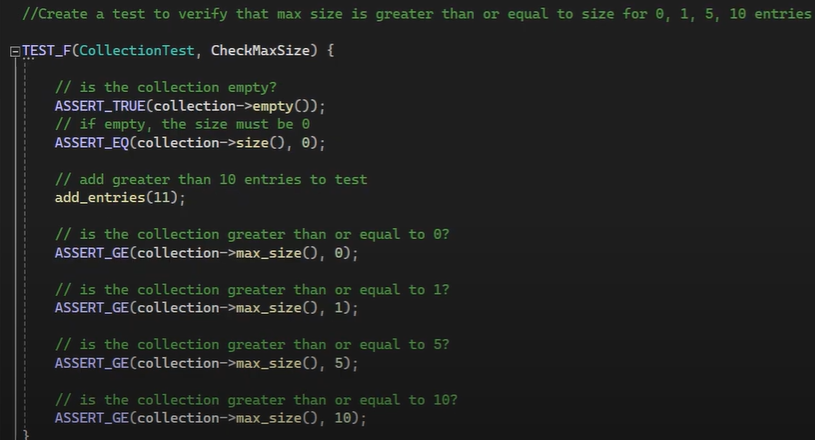 //Create a test to verify that max size is greater than or equal to size for 0, 1, 5, 10 entries
TEST_F(CollectionTest, CheckMaxSize) {
// is the collection empty?
ASSERT_TRUE(collection->empty());
// if empty, the size must be 0
ASSERT_EQ(collection->size(), 0);
// add greater than 10 entries to test
add_entries(11);
// is the collection greater than or equal to 0?
ASSERT_GE(collection->max_size(), 0);
// is the collection greater than or equal to 1?
ASSERT_GE(collection->max_size(), 1);
// is the collection greater than or equal to 5?
ASSERT_GE(collection->max_size(), 5);
// is the collection greater than or equal to 10?
ASSERT_GE(collection->max_size(), 10);
}